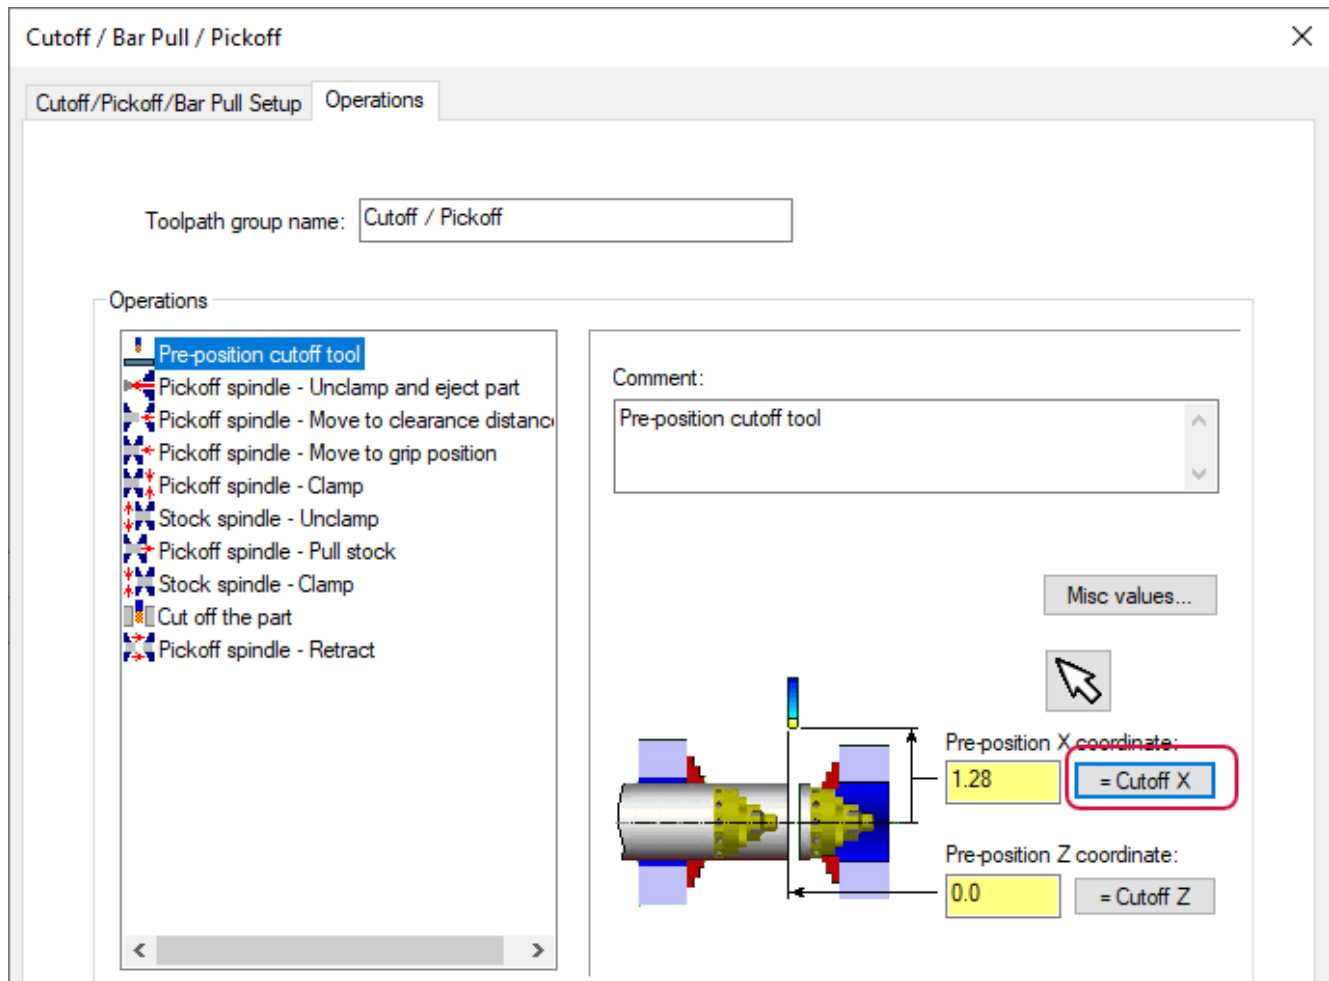 Cutoff / Bar Pull / Pickoff
Cutoff/Pickoff/Bar Pull Setup
Operations
Toolpath group name:
Cutoff / Pickoff
Operations
Pre-position cutoff tool
Pickoff spindle - Unclamp and eject part
Pickoff spindle - Move to clearance distanc
Pickoff spindle - Move to grip position
Pickoff spindle - Clamp
Stock spindle - Unclamp
Pickoff spindle - Pull stock
Stock spindle - Clamp
Cut off the part
Pickoff spindle - Retract
Comment:
Pre-position cutoff tool
Misc values...
Pre-position X coordinate:
1.28
= Cutoff X
Pre-position Z coordinate:
0.0
= Cutoff Z